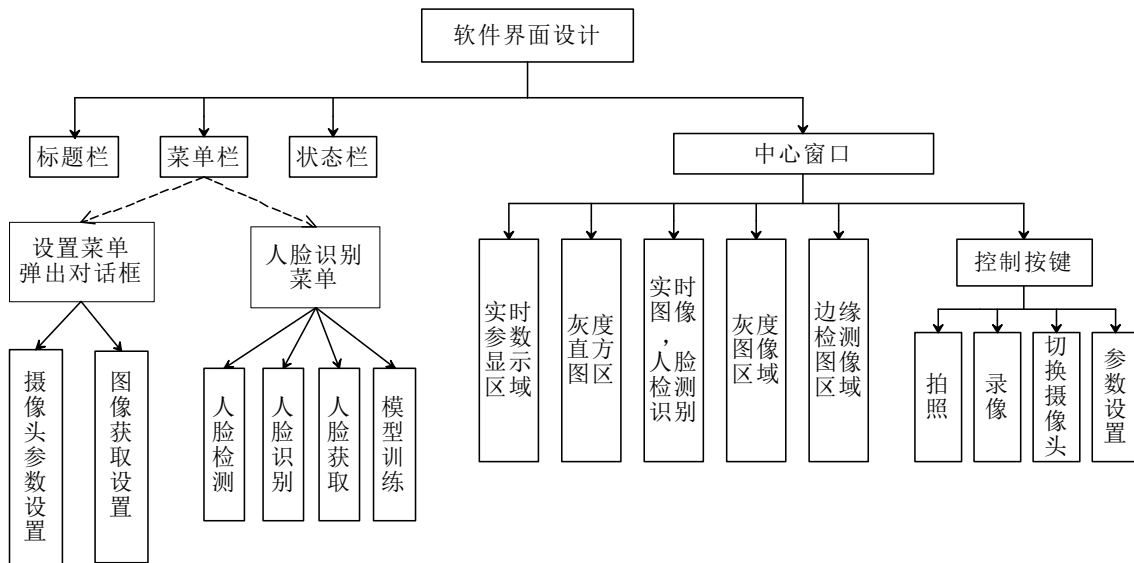 软件界面设计
标题栏
菜单栏
状态栏
中心窗口
设置菜单
弹出对话框
人脸识别
菜单
实时
参数
显示
区域
灰度
直方
图区
实时
图像
，
人脸
检测
识别
灰度
图像
区域
边缘
检测
图像
区域
控制按键
摄像头参数设置
图像获取设置
人脸检测
人脸识别
人脸获取
模型训练
拍照
录像
切换摄像头
参数设置